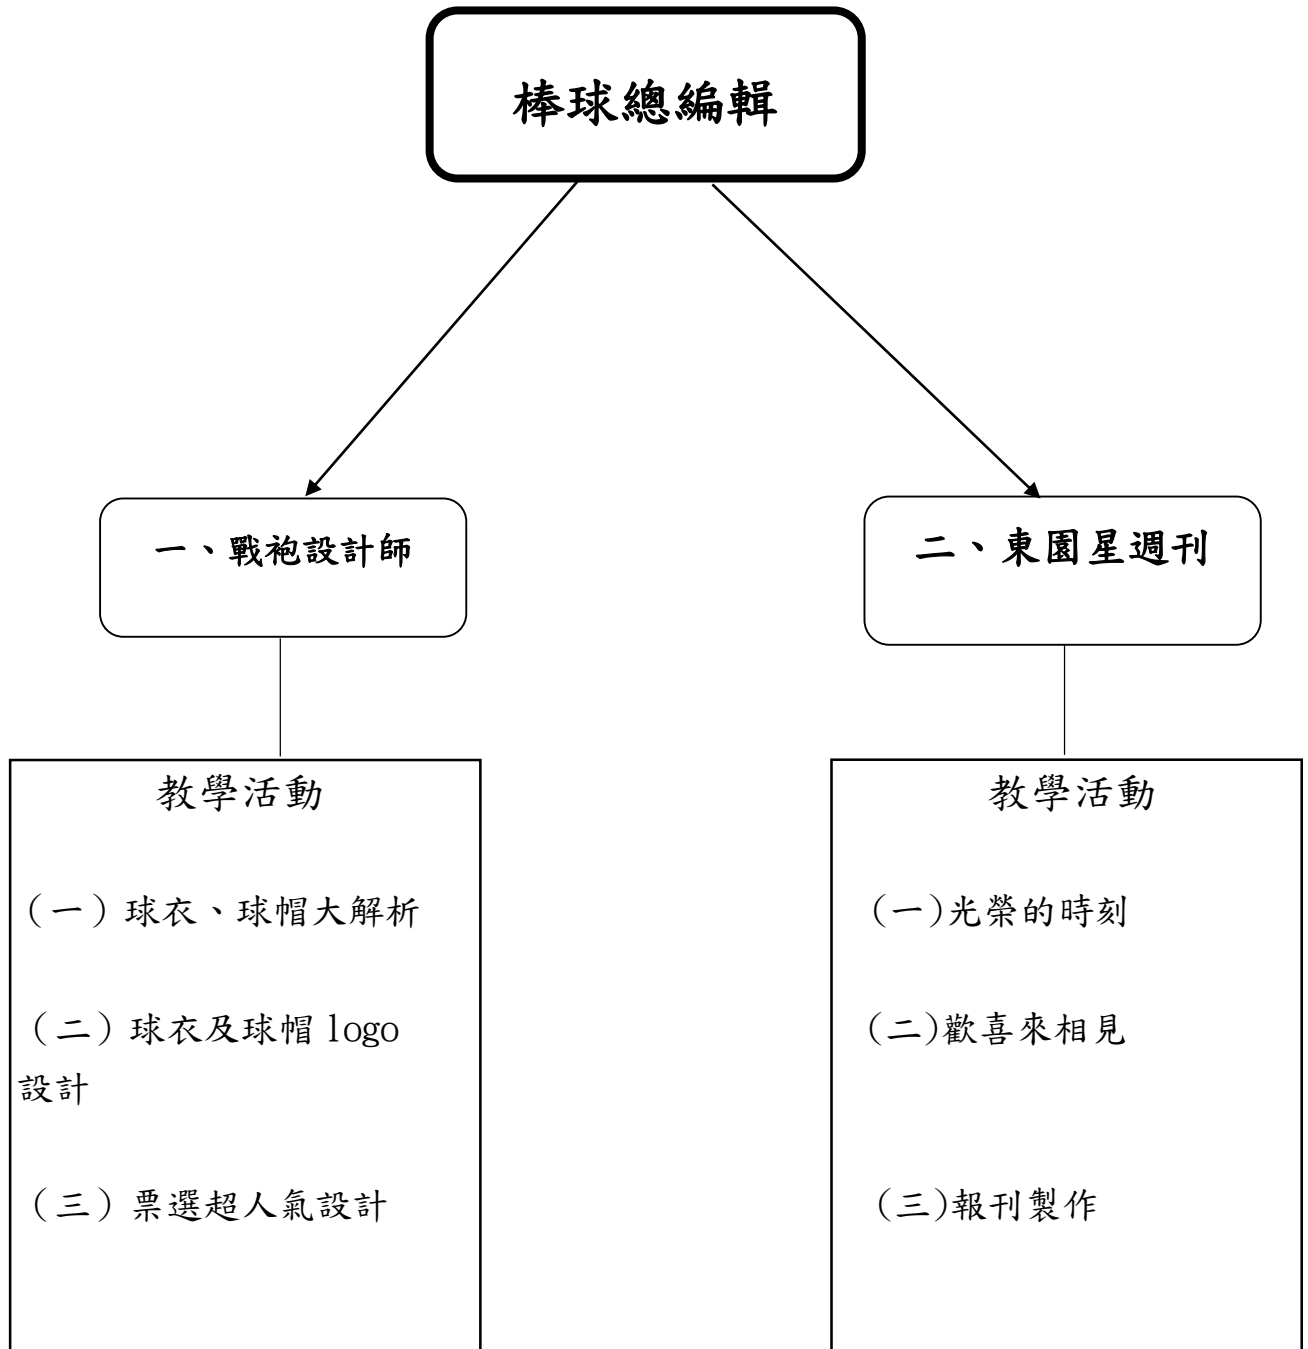 棒球總編輯
一、戰袍設計師
二、東園星週刊
教學活動
（一）球衣、球帽大解析
（二）球衣及球帽 logo
設計
（三）票選超人氣設計
教學活動
(一)光榮的時刻
(二)歡喜來相見
(三)報刊製作